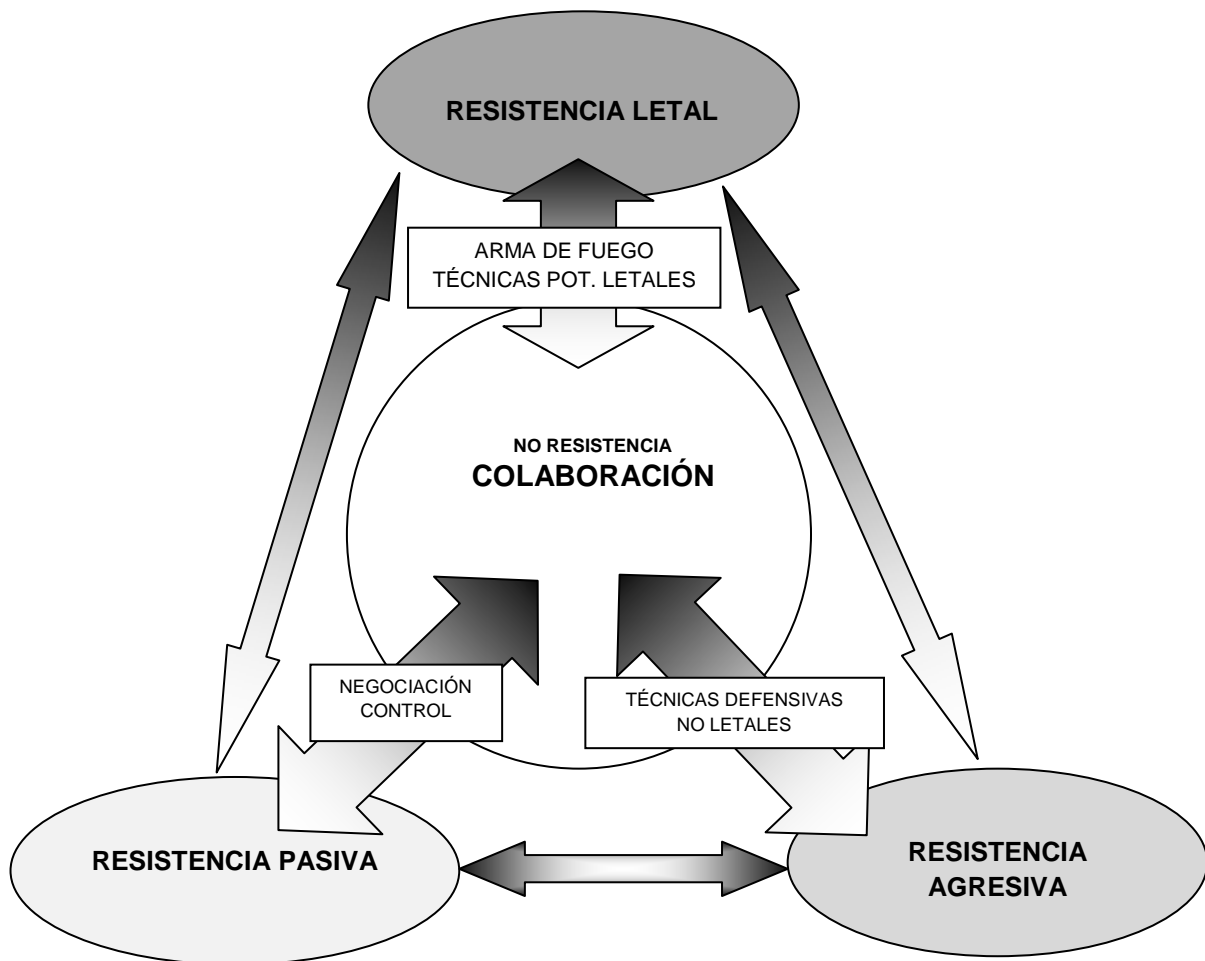 RESISTENCIA LETAL
ARMA DE FUEGO
TÉCNICAS POT. LETALES
NO RESISTENCIA
COLABORACIÓN
NEGOCIACIÓN
CONTROL
TÉCNICAS DEFENSIVAS
NO LETALES
RESISTENCIA PASIVA
RESISTENCIA
AGRESIVA